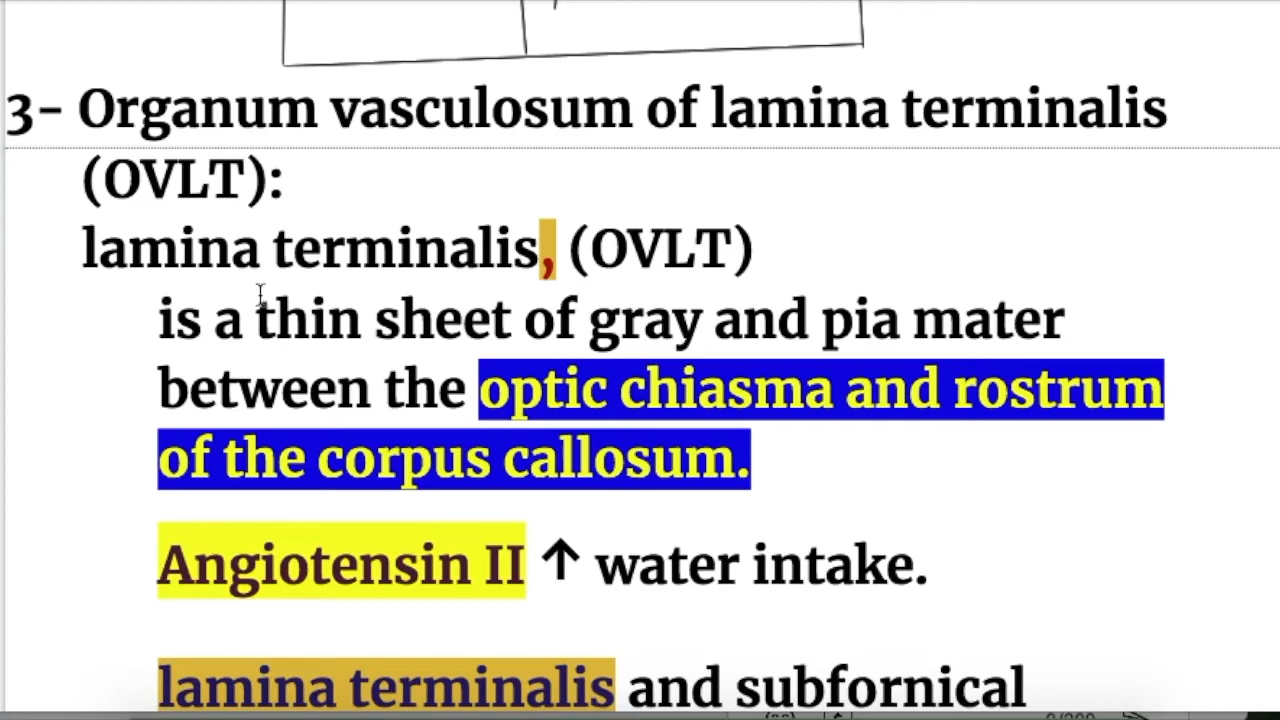 3- Organum vasculosum of lamina terminalis
(OVLT):
lamina terminalis, (OVLT)
is a thin sheet of gray and pia mater
between the optic chiasma and rostrum
of the corpus callosum.
Angiotensin II ↑ water intake.
lamina terminalis and subfornical